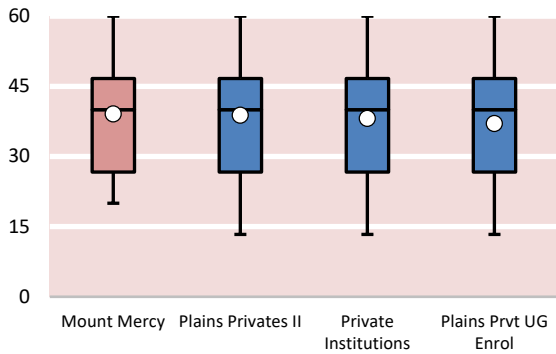 60
45
30
15
0
Mount Mercy
Plains Privates II
Private
Institutions
Plains Prvt UG
Enrol